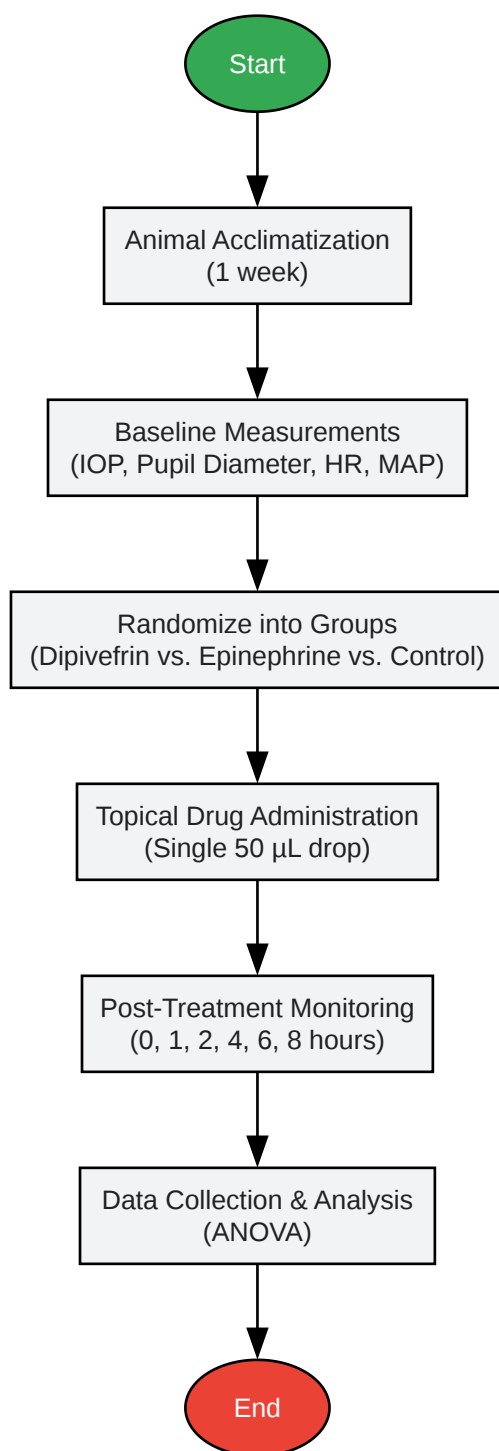 Start
Animal Acclimatization
(1 week)
Baseline Measurements
(IOP, Pupil Diameter, HR, MAP)
Randomize into Groups
(Dipivefrin vs. Epinephrine vs. Control)
Topical Drug Administration
(Single 50 µL drop)
Post-Treatment Monitoring
(0, 1, 2, 4, 6, 8 hours)
Data Collection & Analysis
(ANOVA)
End